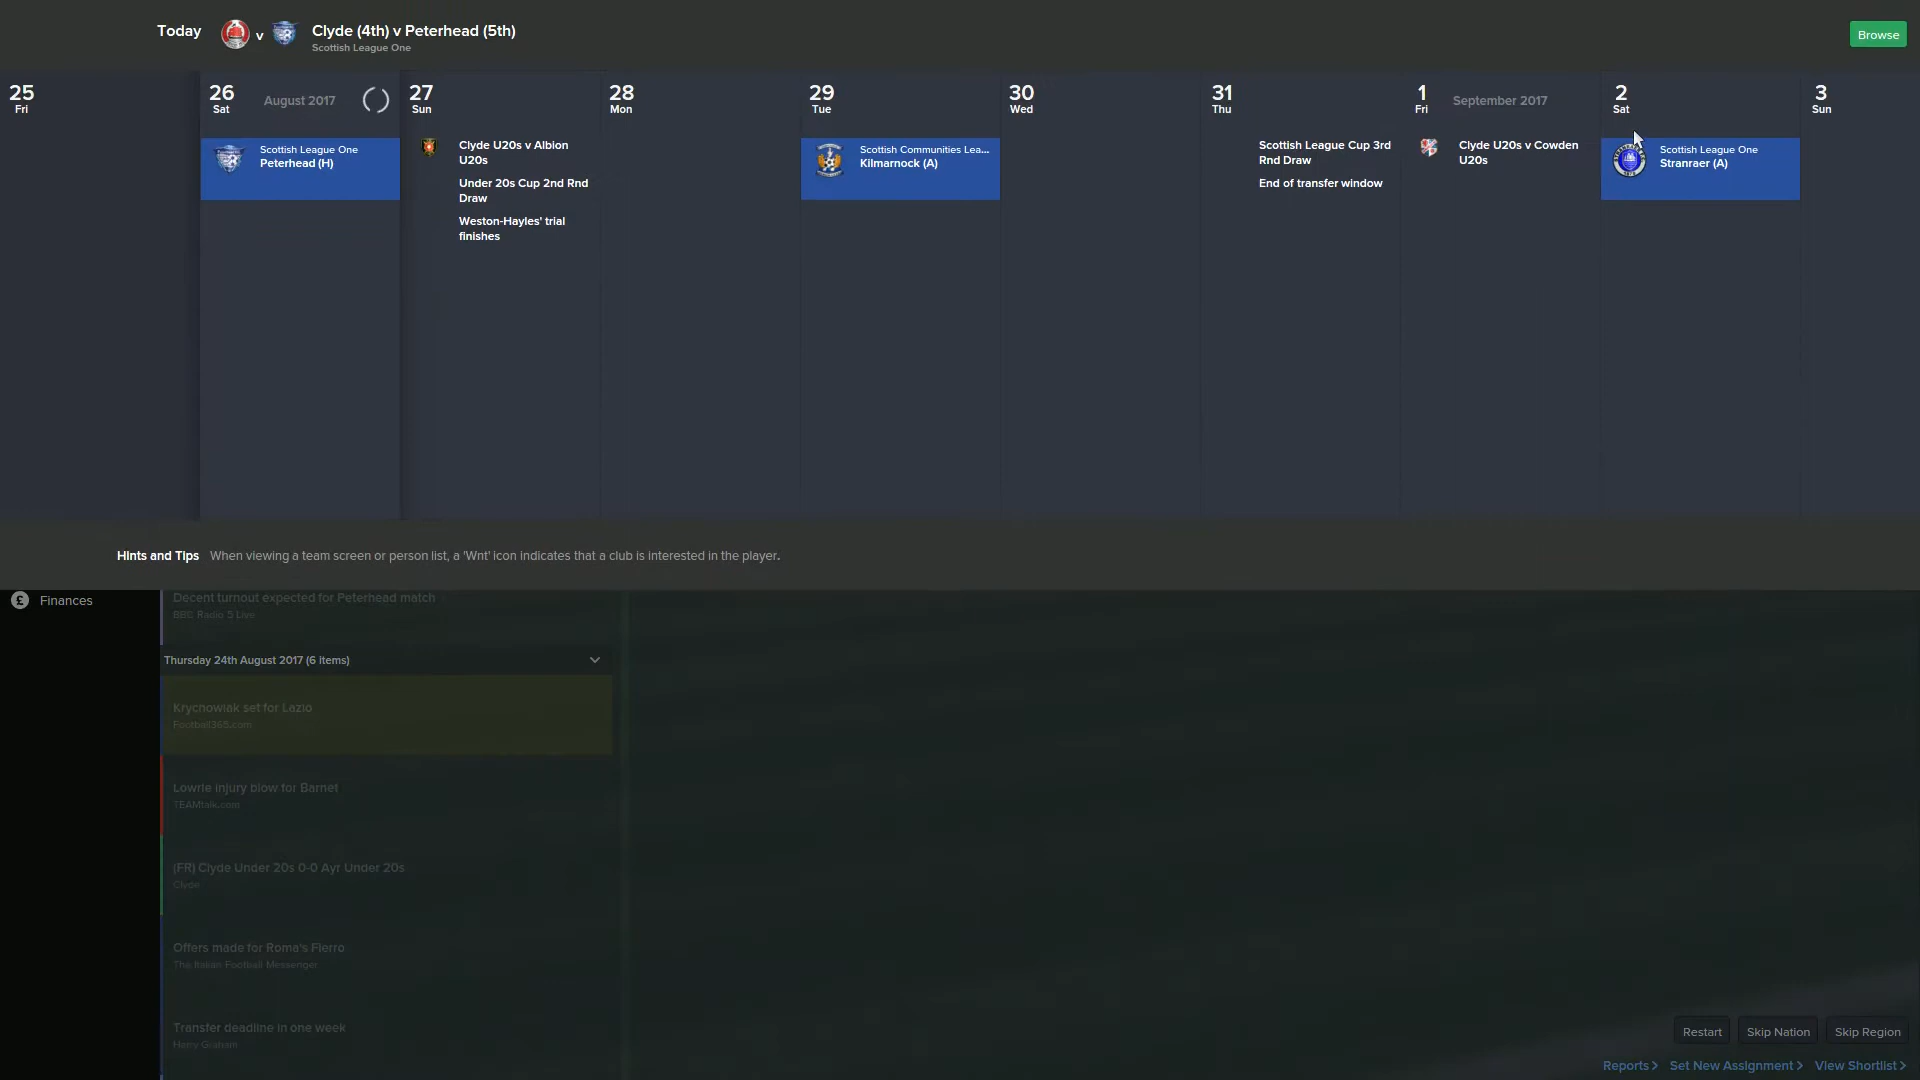 Today
v
Clyde (4th) v Peterhead (5th)
Scottish League One
Browse
25
Fri
26
Sat
August 2017
27
Sun
28
Mon
29
Tue
30
Wed
31
Thu
1
Fri
September 2017
2
Sat
3
Sun
Scottish League One
Peterhead (H)
Clyde U20s v Albion
U20s
Under 20s Cup 2nd Rnd
Draw
Weston-Hayles' trial
finishes
Scottish Communities Lea...
Kilmarnock (A)
Scottish League Cup 3rd
Rnd Draw
End of transfer window
Clyde U20s v Cowden
U20s
Scottish League One
Stranraer (A)
Hints and Tips When viewing a team screen or person list, a 'Wnt' icon indicates that a club is interested in the player.
£ Finances
Decent turnout expected for Peterhead match
BBC Radio 5 Live
Thursday 24th August 2017 (6 items)
Krychowiak set for Lazio
Football365.com
Lowrie injury blow for Barnet
TEAMtalk.com
(FR) Clyde Under 20s 0-0 Ayr Under 20s
Clyde
Offers made for Roma's Fierro
The Italian Football Messenger
Transfer deadline in one week
Harry Graham
Restart
Skip Nation
Skip Region
Reports >
Set New Assignment >
View Shortlist >